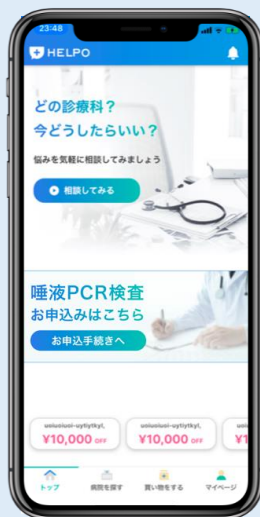 23:48
HELPO
どの診療科？
今どうしたらいい？
悩みを気軽に相談してみましょう
相談してみる
唾液PCR検査
お申込みはこちら
お申込手続きへ
¥10,000 OFF
¥10,000 OFF
¥1
トップ
病院を探す
買い物をする
マイページ